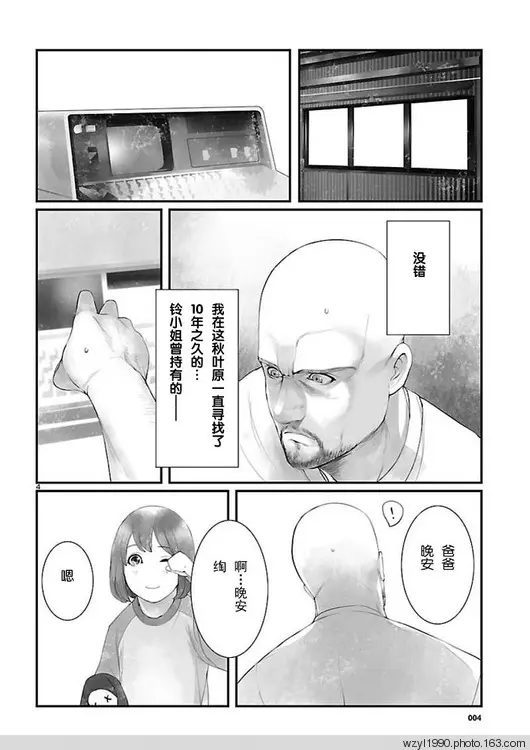 没错
我在这秋叶原一直寻找了
10年之久的…
铃小姐曾持有的——
4
!
爸爸
晚安
啊…晚安
绹
嗯
004
wzyl1990.photo.163.com